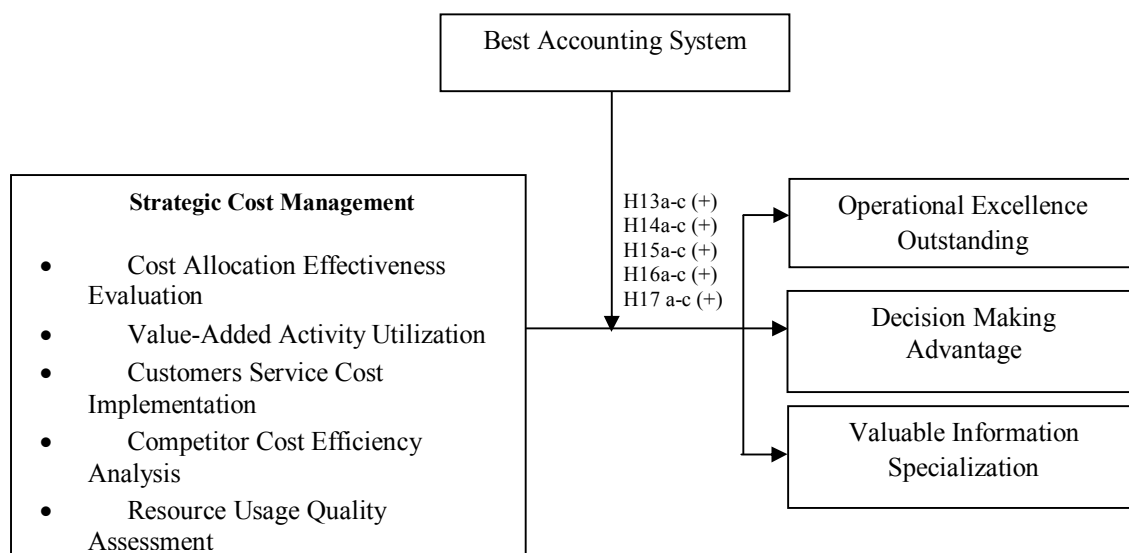 Best Accounting System
Strategic Cost Management
• Cost Allocation Effectiveness
Evaluation
• Value-Added Activity Utilization
• Customers Service Cost
Implementation
• Competitor Cost Efficiency
Analysis
• Resource Usage Quality
Assessment
H13a-c (+)
H14a-c (+)
H15a-c (+)
H16a-c (+)
H17 a-c (+)
Operational Excellence
Outstanding
Decision Making
Advantage
Valuable Information
Specialization